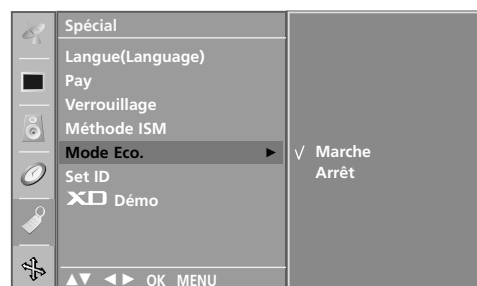 Spécial
Langue(Language)
Pay
Verrouillage
Méthode ISM
Mode Eco. ►
√ Marche
Arrêt
Set ID
XD Démo
▲▼ ◄► OK MENU